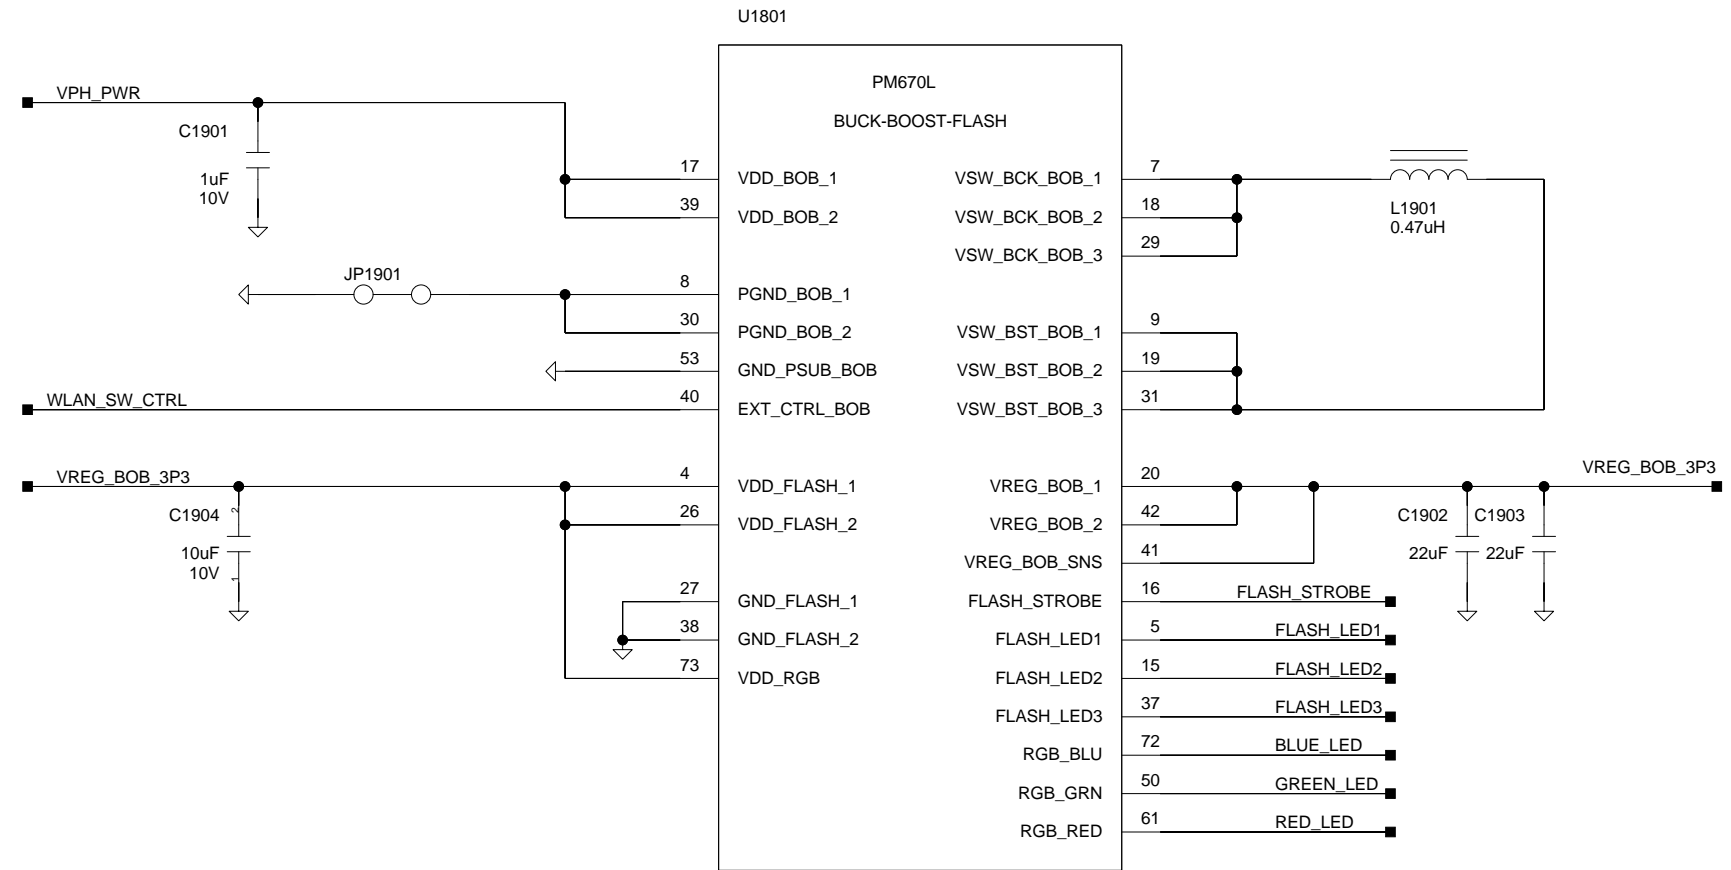 U1801
PM670L
BUCK-BOOST-FLASH
VPH_PWR
C1901
1uF
10V
17 VDD_BOB_1
39 VDD_BOB_2
JP1901
8 PGND_BOB_1
30 PGND_BOB_2
53 GND_PSUB_BOB
WLAN_SW_CTRL 40 EXT_CTRL_BOB
VREG_BOB_3P3 4 VDD_FLASH_1
C1904 2
10uF
10V 1
26 VDD_FLASH_2
27 GND_FLASH_1
38 GND_FLASH_2
73 VDD_RGB
VSW_BCK_BOB_1 7
VSW_BCK_BOB_2 18
VSW_BCK_BOB_3 29
L1901
0.47uH
VSW_BST_BOB_1 9
VSW_BST_BOB_2 19
VSW_BST_BOB_3 31
VREG_BOB_1 20 VREG_BOB_3P3
VREG_BOB_2 42
C1902 C1903
22uF 22uF
VREG_BOB_SNS 41
FLASH_STROBE 16 FLASH_STROBE
FLASH_LED1 5 FLASH_LED1
FLASH_LED2 15 FLASH_LED2
FLASH_LED3 37 FLASH_LED3
RGB_BLU 72 BLUE_LED
RGB_GRN 50 GREEN_LED
RGB_RED 61 RED_LED